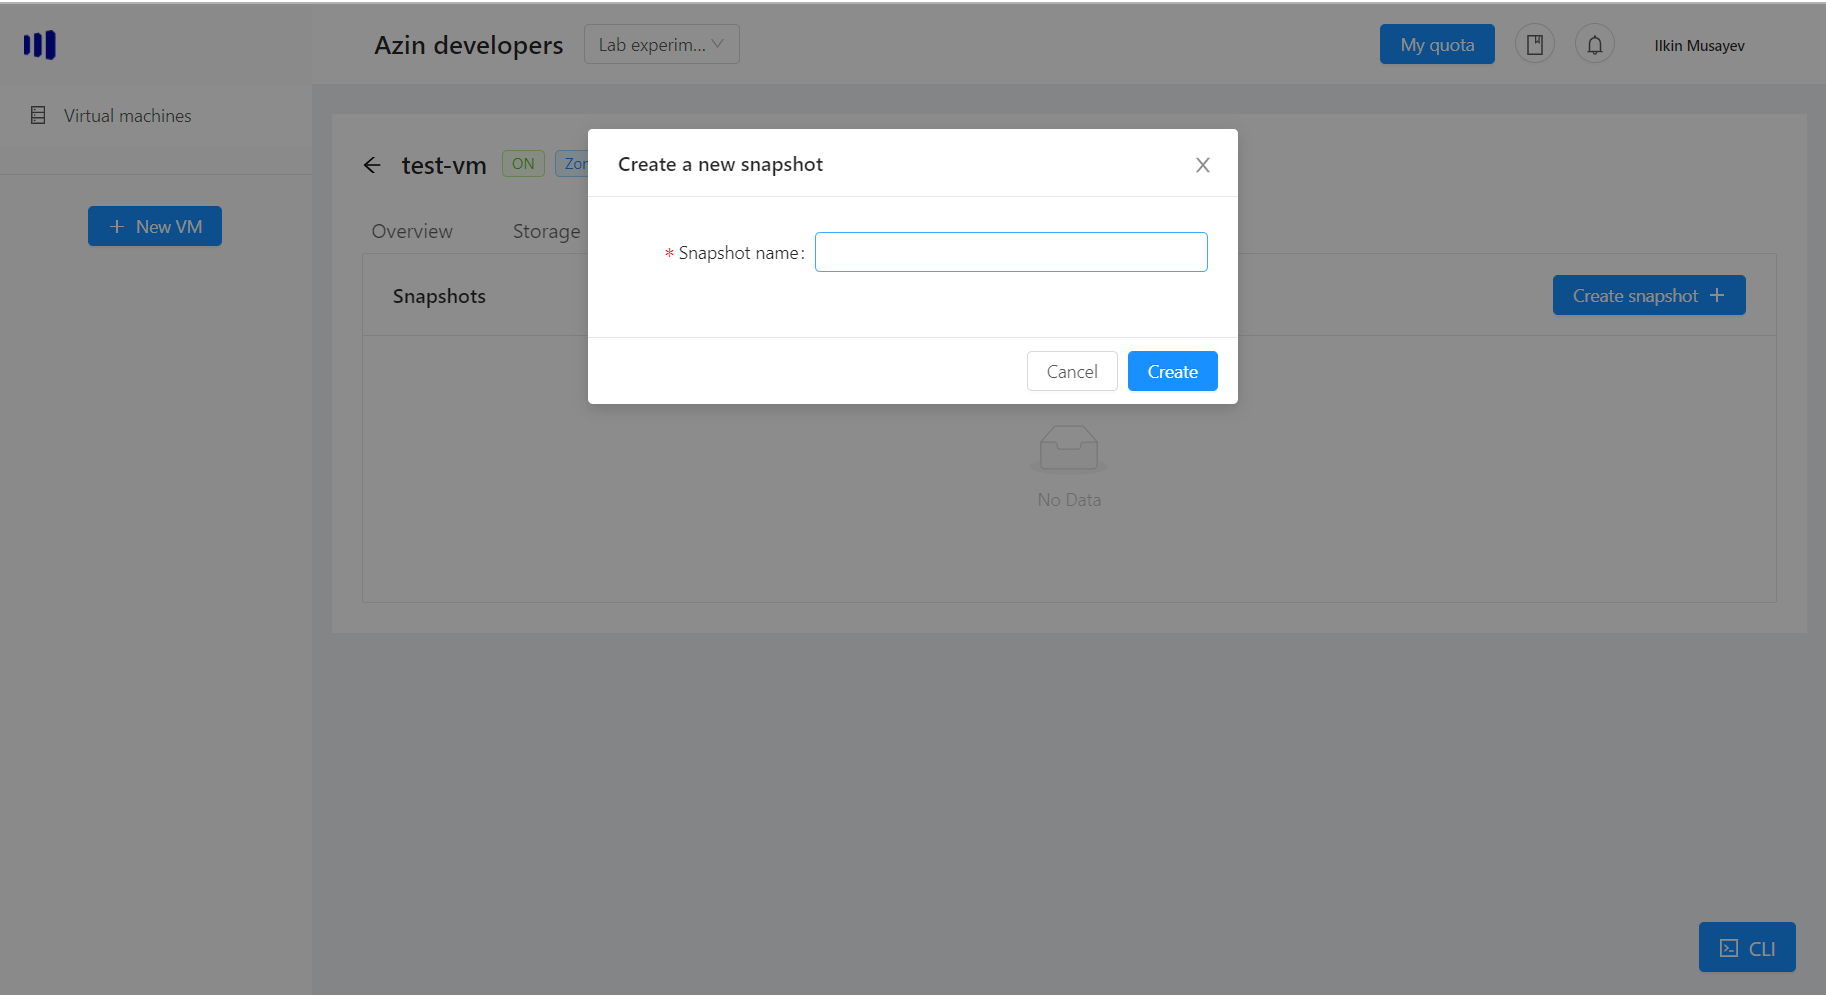 Azin developers
Lab experim...
My quota
Ilkin Musayev
Virtual machines
New VM
test-vm
ON
Overview
Storage
Snapshots
Create snapshot
Create a new snapshot
* Snapshot name:
Cancel
Create
No Data
CLI